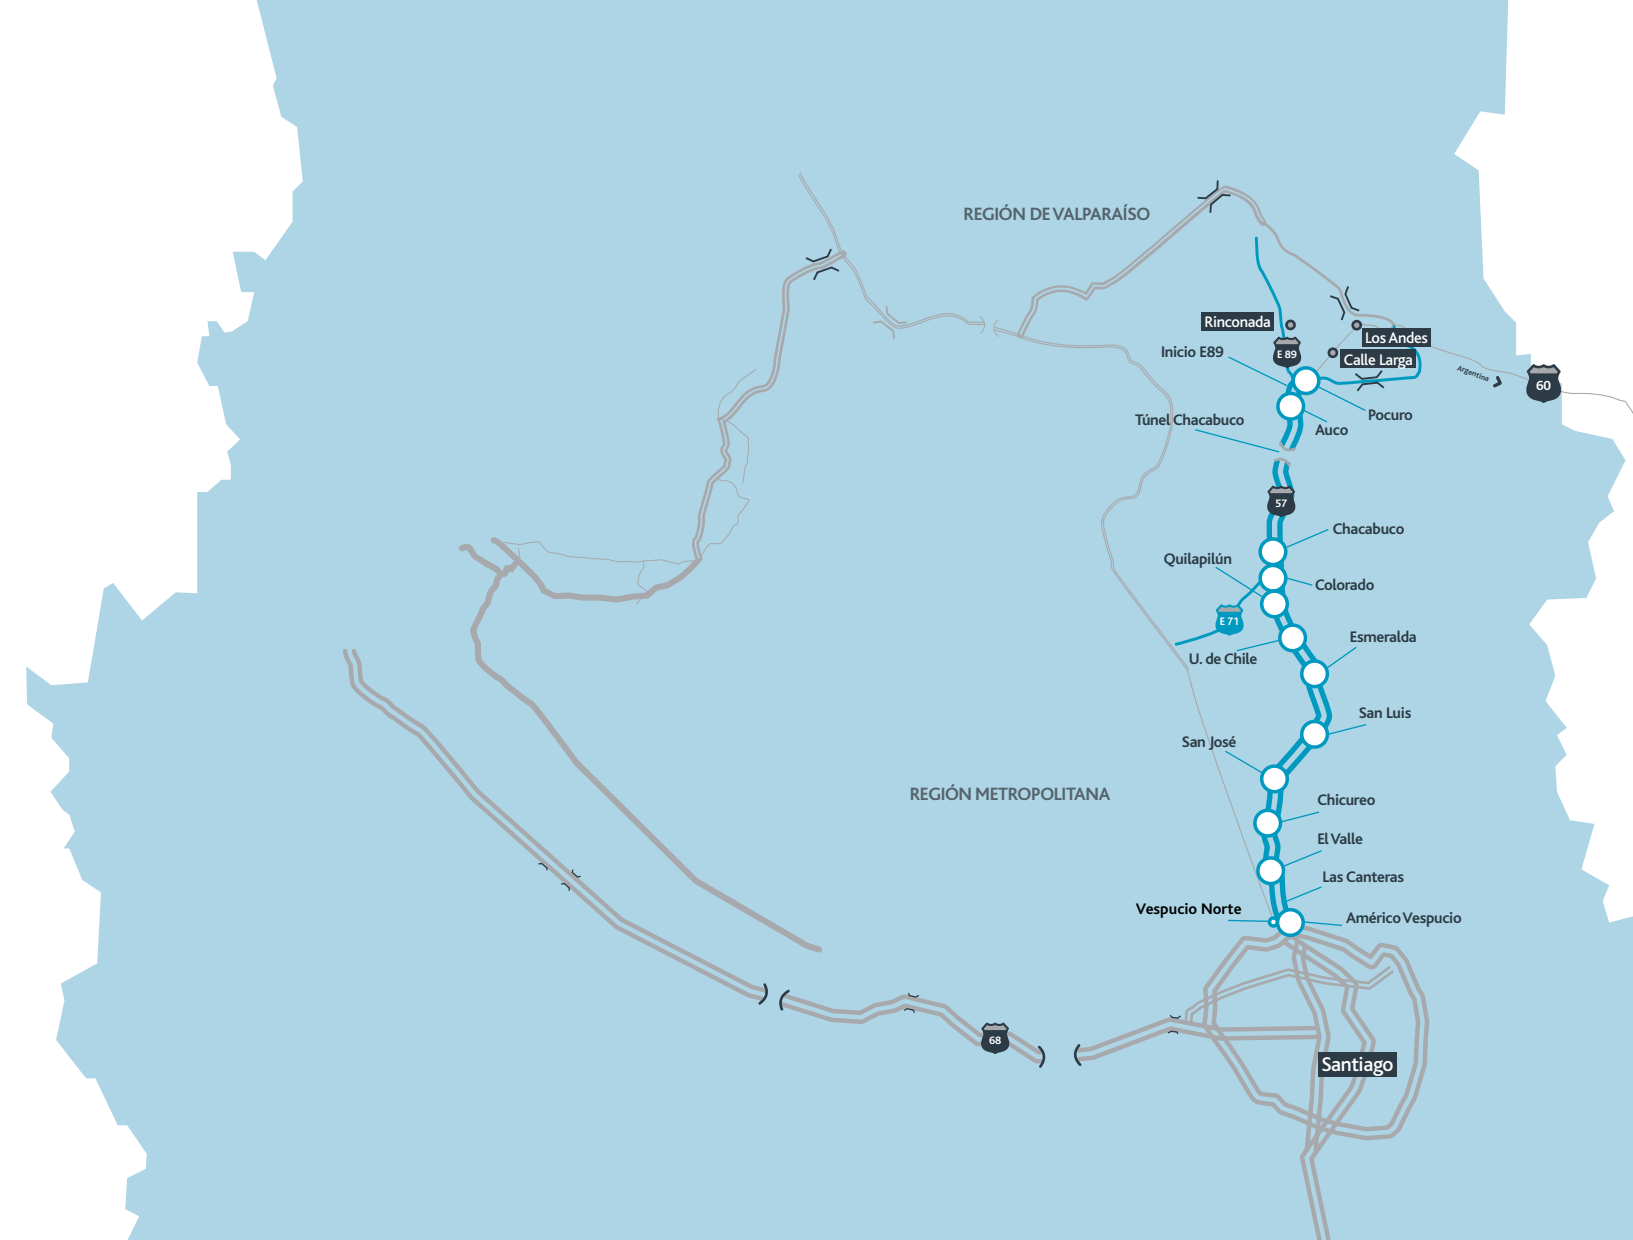 REGIÓN DE VALPARAÍSO
Rinconada
Los Andes
Inicio E89
E 89
Calle Larga
Argentina
60
Pocuro
Túnel Chacabuco
Auco
57
Chacabuco
Quilapilún
Colorado
E 71
Esmeralda
U. de Chile
San Luis
San José
REGIÓN METROPOLITANA
Chicureo
El Valle
Las Canteras
Vespucio Norte
Américo Vespucio
68
Santiago